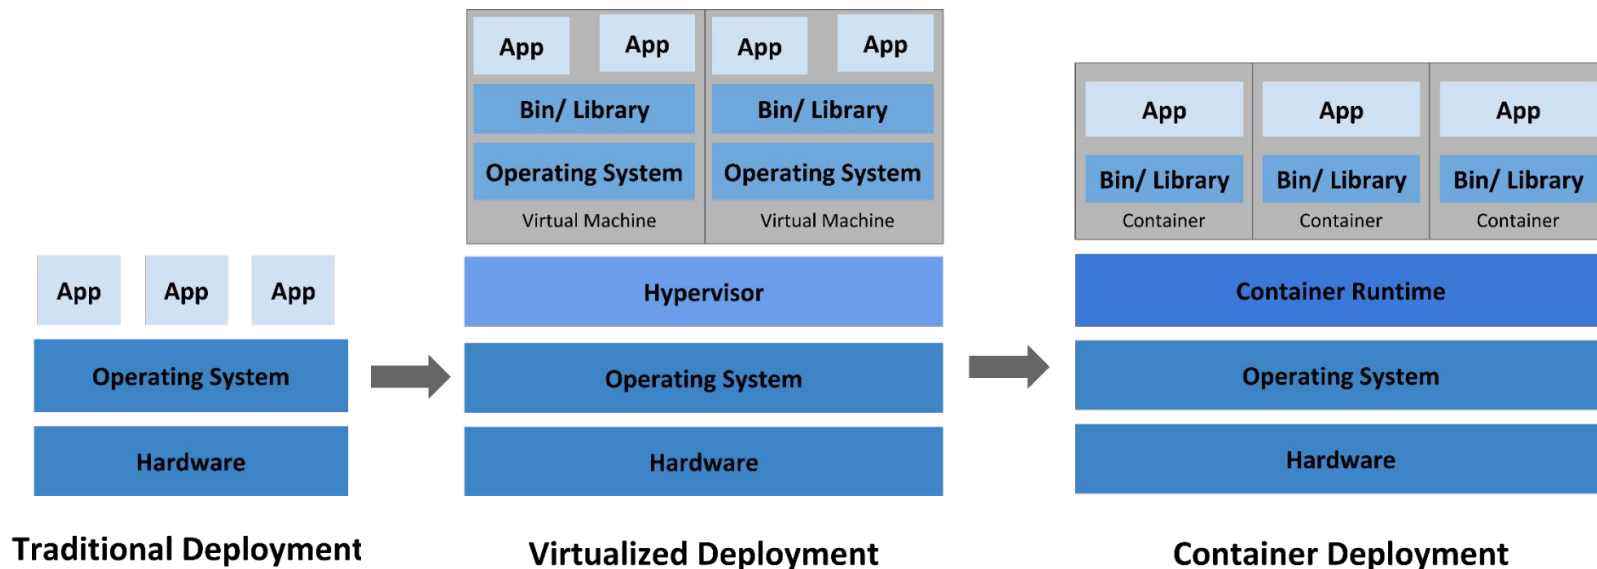 App
App
App
Operating System
Hardware
Traditional Deployment
App
App
App
App
Bin/ Library
Bin/ Library
Operating System
Operating System
Virtual Machine
Virtual Machine
Hypervisor
Operating System
Hardware
Virtualized Deployment
App
App
App
Bin/ Library
Bin/ Library
Bin/ Library
Container
Container
Container
Container Runtime
Operating System
Hardware
Container Deployment